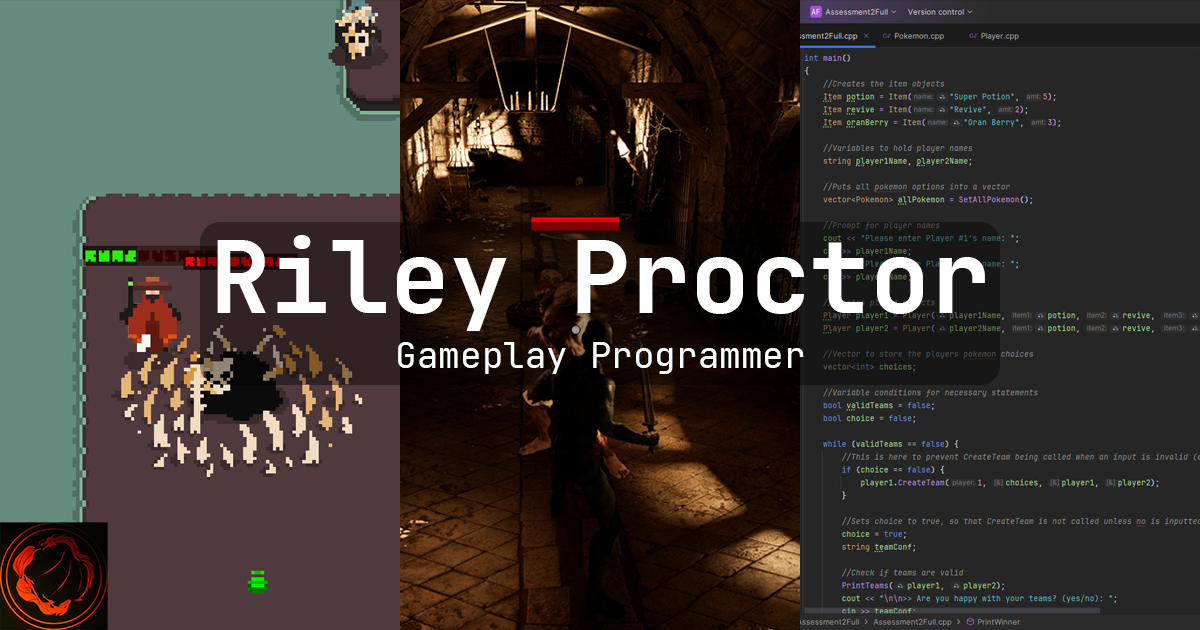 Riley Proctor
Gameplay Programmer
AF Assessment2Full Version control
ssment2Full.cpp × Pokemon.cpp Player.cpp
int main()
{
//Creates the item objects
Item potion = Item( name: "Super Potion", amt: 5);
Item revive = Item( name: "Revive", amt: 2);
Item oranBerry = Item( name: "Oran Berry", amt: 3);
//Variables to hold player names
string player1Name, player2Name;
//Puts all pokemon options into a vector
vector<Pokemon> allPokemon = SetAllPokemon();
//Prompt for player names
cout << "Please enter Player #1's name: ";
>> player1Name;
Player player1 = Player( player1Name, item1: potion, item2: revive, item3:
Player player2 = Player( player2Name, item1: potion, item2: revive, item3:
//Vector to store the players pokemon choices
vector<int> choices;
//Variable conditions for necessary statements
bool validTeams = false;
bool choice = false;
while (validTeams == false) {
//This is here to prevent CreateTeam being called when an input is invalid (
if (choice == false) {
player1.CreateTeam( player: 1, [&] choices, [&] player1, [&] player2);
}
//Sets choice to true, so that CreateTeam is not called unless no is inputted
choice = true;
string teamConf;
//Check if teams are valid
PrintTeams( player1, player2);
cout << "\n\n>> Are you happy with your teams? (yes/no): ";
cin >> teamConf;
Assessment2Full > Assessment2Full.cpp > PrintWinner